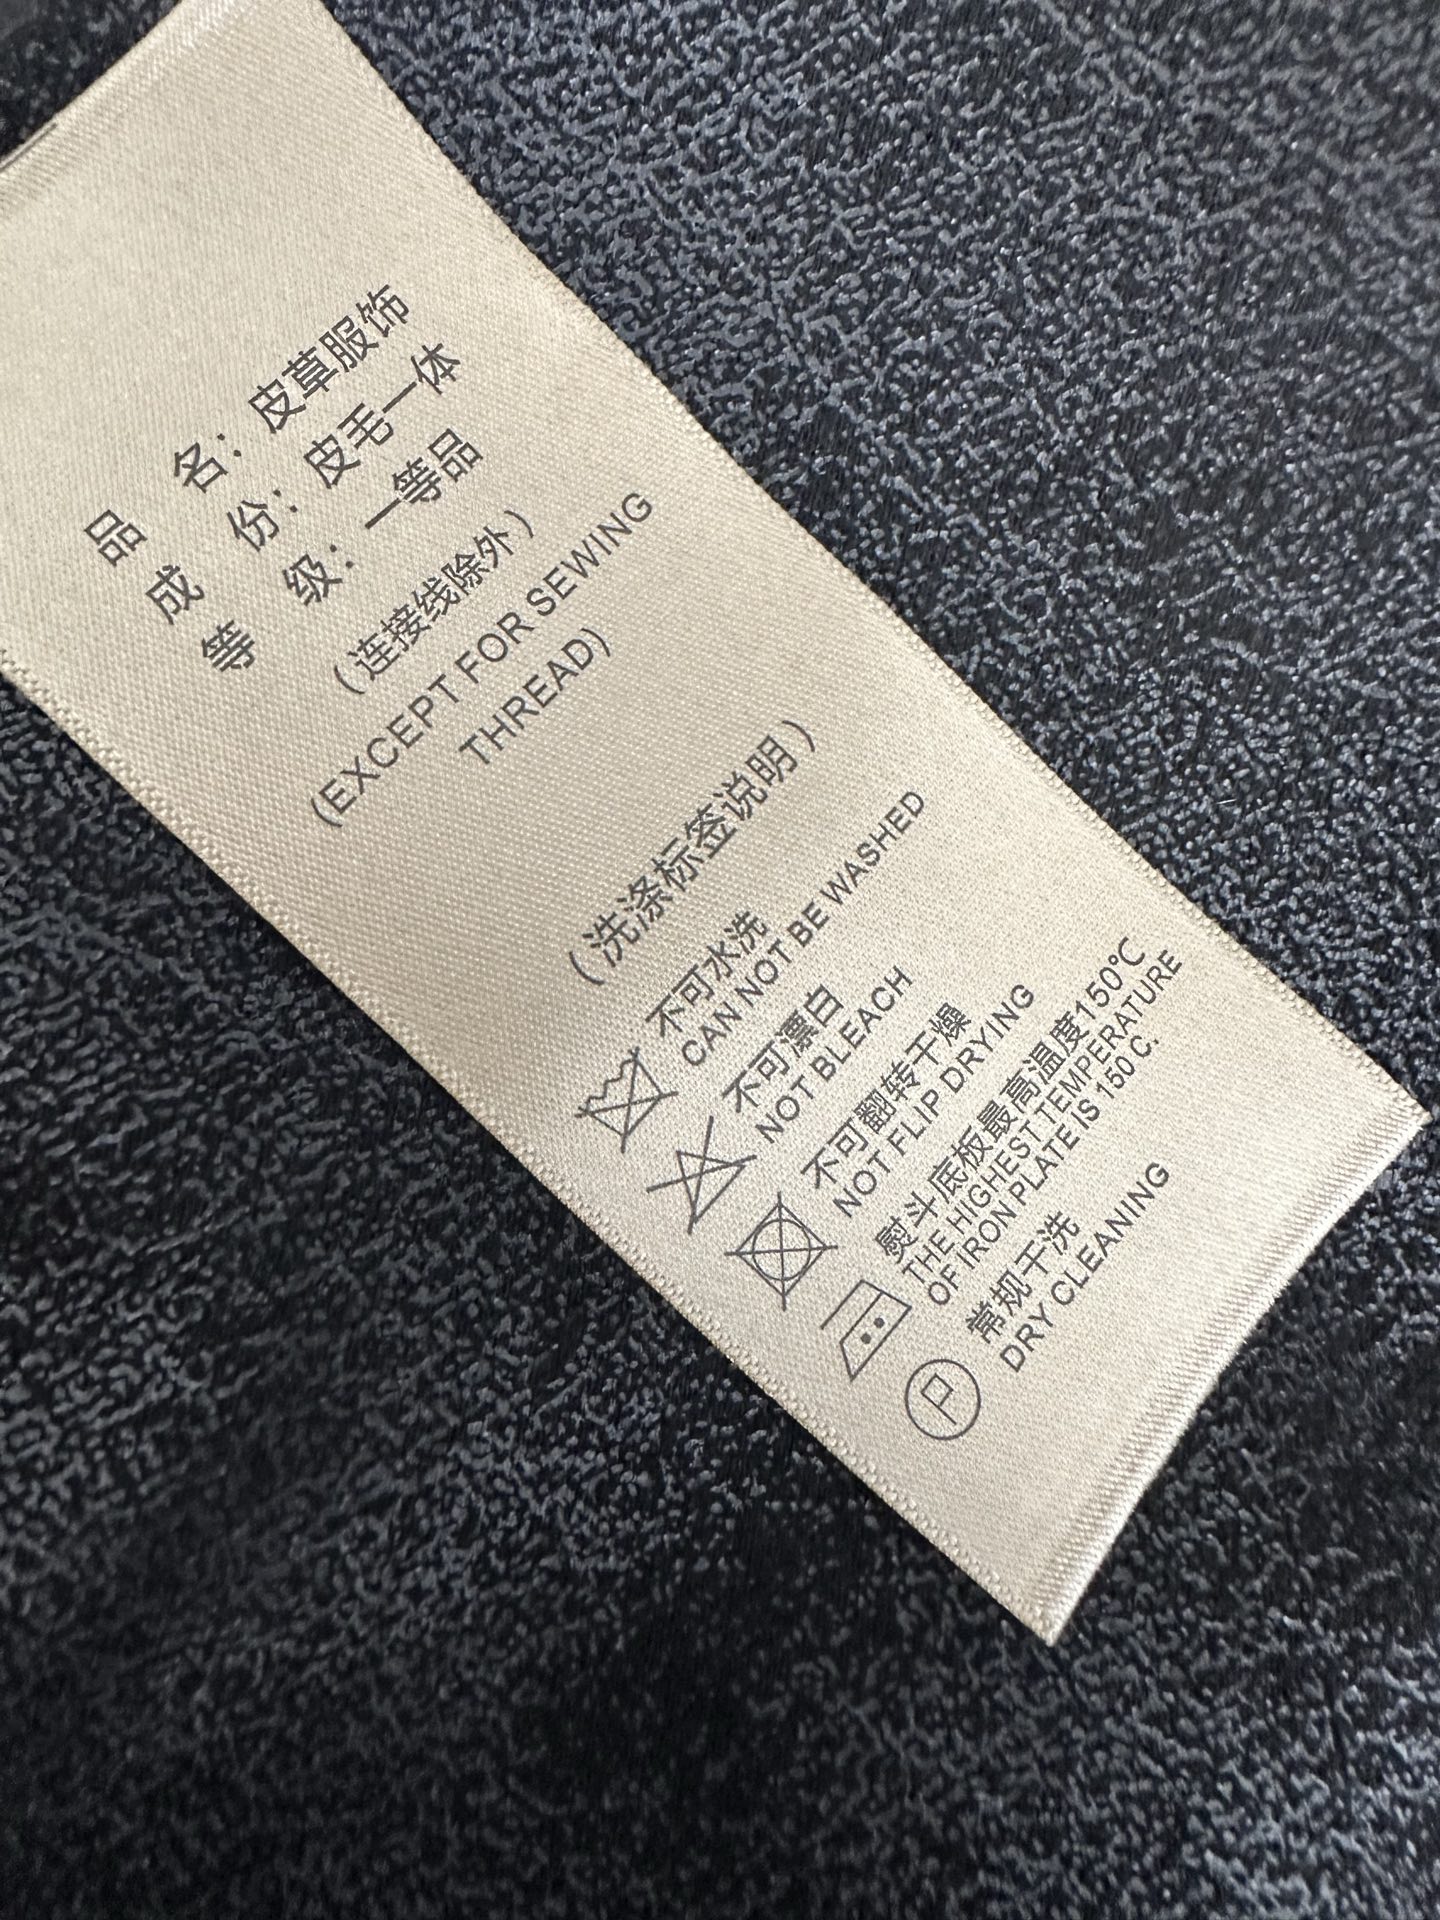 品 名：皮草服饰
成 份：皮毛一体
等 级：一等品
（连接线除外）
(EXCEPT FOR SEWING
THREAD)
（洗涤标签说明）
不可水洗
CAN NOT BE WASHED
不可漂白
NOT BLEACH
不可翻转干燥
NOT FLIP DRYING
熨斗底板最高温度150℃
THE HIGHEST TEMPERATURE
OF IRON PLATE IS 150 C.
P
常规干洗
DRY CLEANING